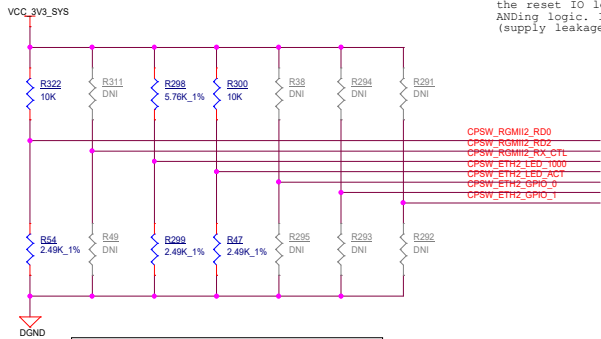 the reset IO l
ANDing logic. I
(supply leakage
VCC_3V3_SYS
R322
10K
R311
DNI
R298
5.76K_1%
R300
10K
R38
DNI
R294
DNI
R291
DNI
CPSW_RGMII2_RD0
CPSW_RGMII2_RD2
CPSW_RGMII2_RX_CTL
CPSW_ETH2_LED_1000
CPSW_ETH2_LED_ACT
CPSW_ETH2_GPIO_0
CPSW_ETH2_GPIO_1
R54
2.49K_1%
R49
DNI
R299
2.49K_1%
R47
2.49K_1%
R295
DNI
R293
DNI
R292
DNI
DGND